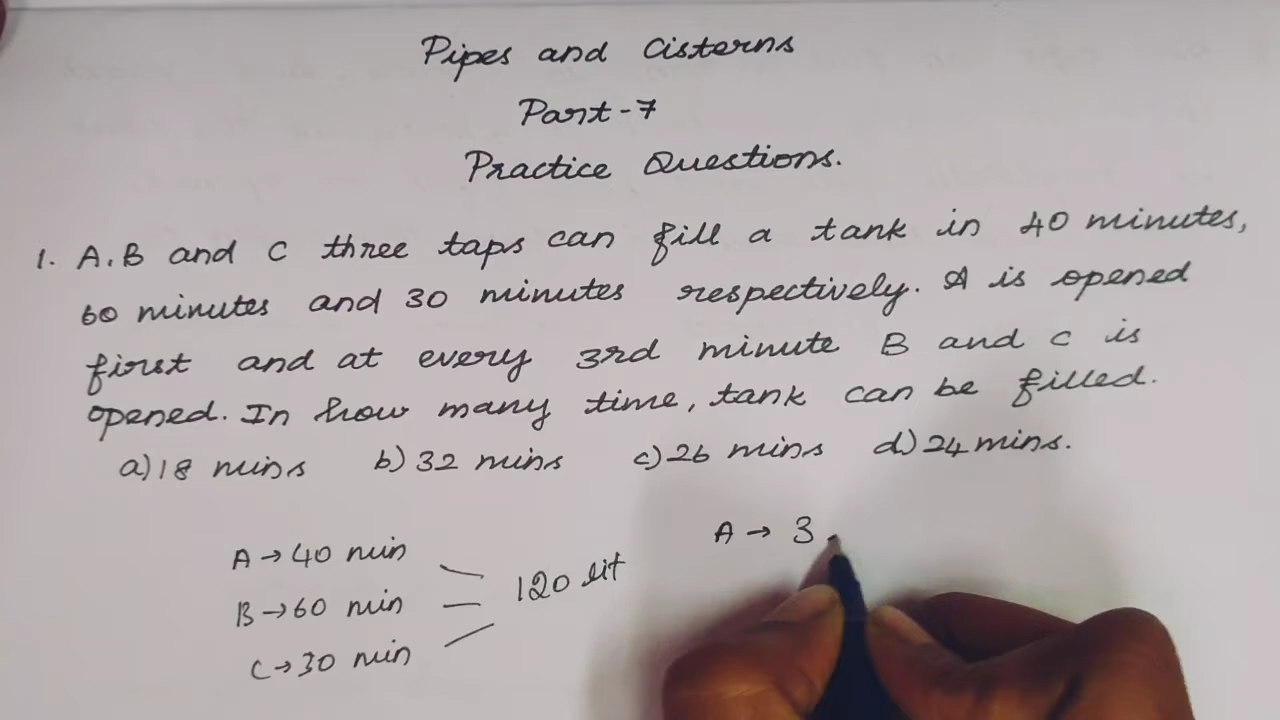 Pipes and Cisterns
Part-7
Practice Questions.
1. A.B and C three taps can fill a tank in 40 minutes,
60 minutes and 30 minutes respectively. A is opened
first and at every 3rd minute B and C is
opened. In how many time, tank can be filled.
a) 18 mins b) 32 mins c) 26 mins d) 24 mins.
A → 40 min
B → 60 min
C → 30 min
120 lit
A → 3